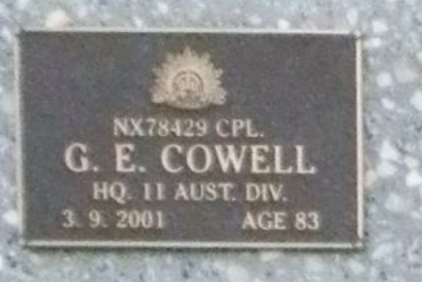 NX78429 CPL.
G. E. COWELL
HQ. 11 AUST. DIV.
3. 9. 2001 AGE 83